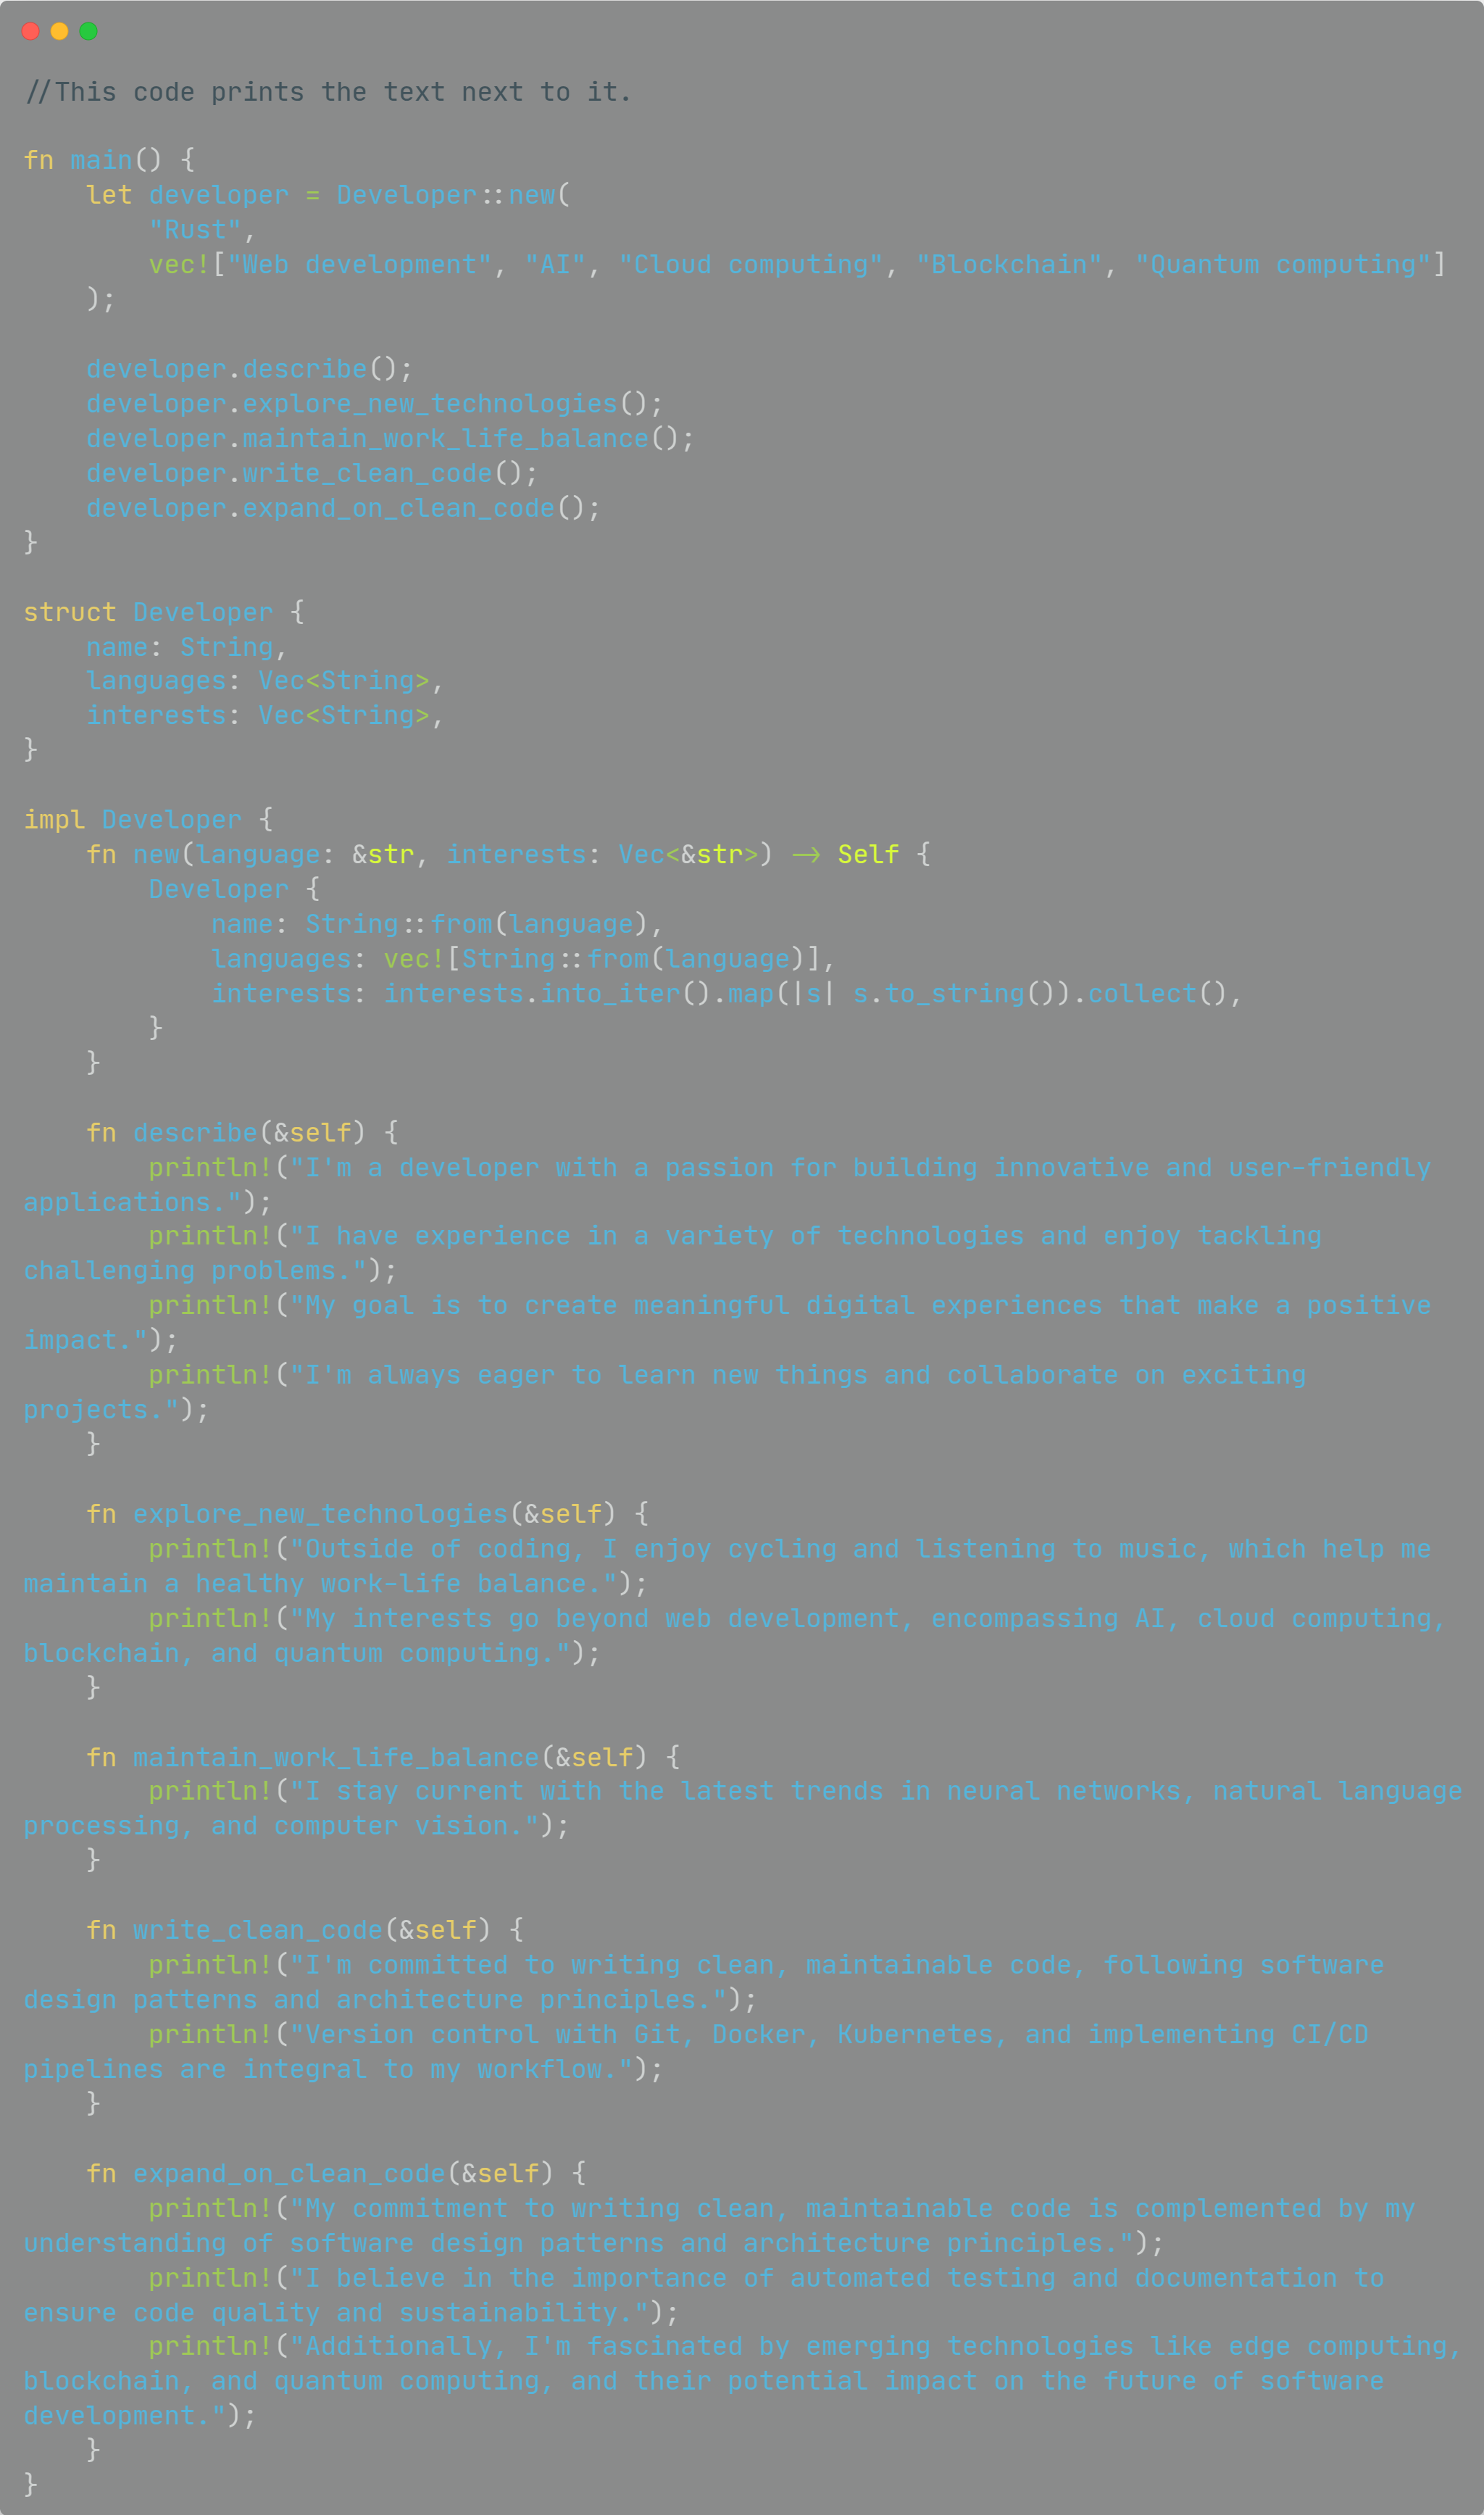 //This code prints the text next to it.

fn main() {
    let developer = Developer::new(
        "Rust",
        vec!["Web development", "AI", "Cloud computing", "Blockchain", "Quantum computing"]
    );

    developer.describe();
    developer.explore_new_technologies();
    developer.maintain_work_life_balance();
    developer.write_clean_code();
    developer.expand_on_clean_code();
}

struct Developer {
    name: String,
    languages: Vec<String>,
    interests: Vec<String>,
}

impl Developer {
    fn new(language: &str, interests: Vec<&str>) -> Self {
        Developer {
            name: String::from(language),
            languages: vec![String::from(language)],
            interests: interests.into_iter().map(|s| s.to_string()).collect(),
        }
    }

    fn describe(&self) {
        println!("I'm a developer with a passion for building innovative and user-friendly
applications.");
        println!("I have experience in a variety of technologies and enjoy tackling
challenging problems.");
        println!("My goal is to create meaningful digital experiences that make a positive
impact.");
        println!("I'm always eager to learn new things and collaborate on exciting
projects.");
    }

    fn explore_new_technologies(&self) {
        println!("Outside of coding, I enjoy cycling and listening to music, which help me
maintain a healthy work-life balance.");
        println!("My interests go beyond web development, encompassing AI, cloud computing,
blockchain, and quantum computing.");
    }

    fn maintain_work_life_balance(&self) {
        println!("I stay current with the latest trends in neural networks, natural language
processing, and computer vision.");
    }

    fn write_clean_code(&self) {
        println!("I'm committed to writing clean, maintainable code, following software
design patterns and architecture principles.");
        println!("Version control with Git, Docker, Kubernetes, and implementing CI/CD
pipelines are integral to my workflow.");
    }

    fn expand_on_clean_code(&self) {
        println!("My commitment to writing clean, maintainable code is complemented by my
understanding of software design patterns and architecture principles.");
        println!("I believe in the importance of automated testing and documentation to
ensure code quality and sustainability.");
        println!("Additionally, I'm fascinated by emerging technologies like edge computing,
blockchain, and quantum computing, and their potential impact on the future of software
development.");
    }
}